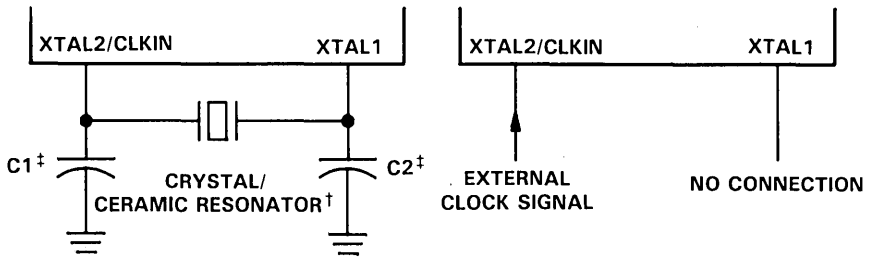 XTAL2/CLKIN
XTAL1
C1‡
CRYSTAL/
CERAMIC RESONATOR†
C2‡
XTAL2/CLKIN
XTAL1
EXTERNAL
CLOCK SIGNAL
NO CONNECTION